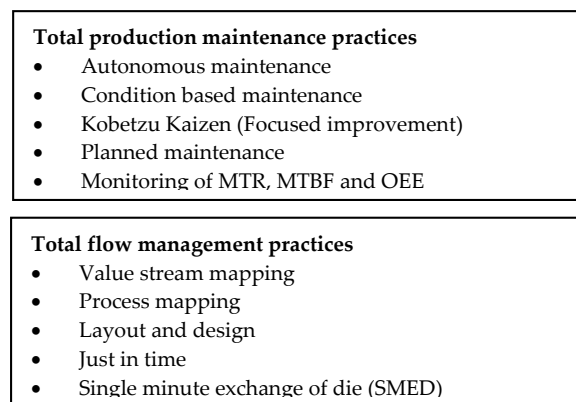 Total production maintenance practices
• Autonomous maintenance
• Condition based maintenance
• Kobetzu Kaizen (Focused improvement)
• Planned maintenance
• Monitoring of MTR, MTBF and OEE
Total flow management practices
• Value stream mapping
• Process mapping
• Layout and design
• Just in time
• Single minute exchange of die (SMED)